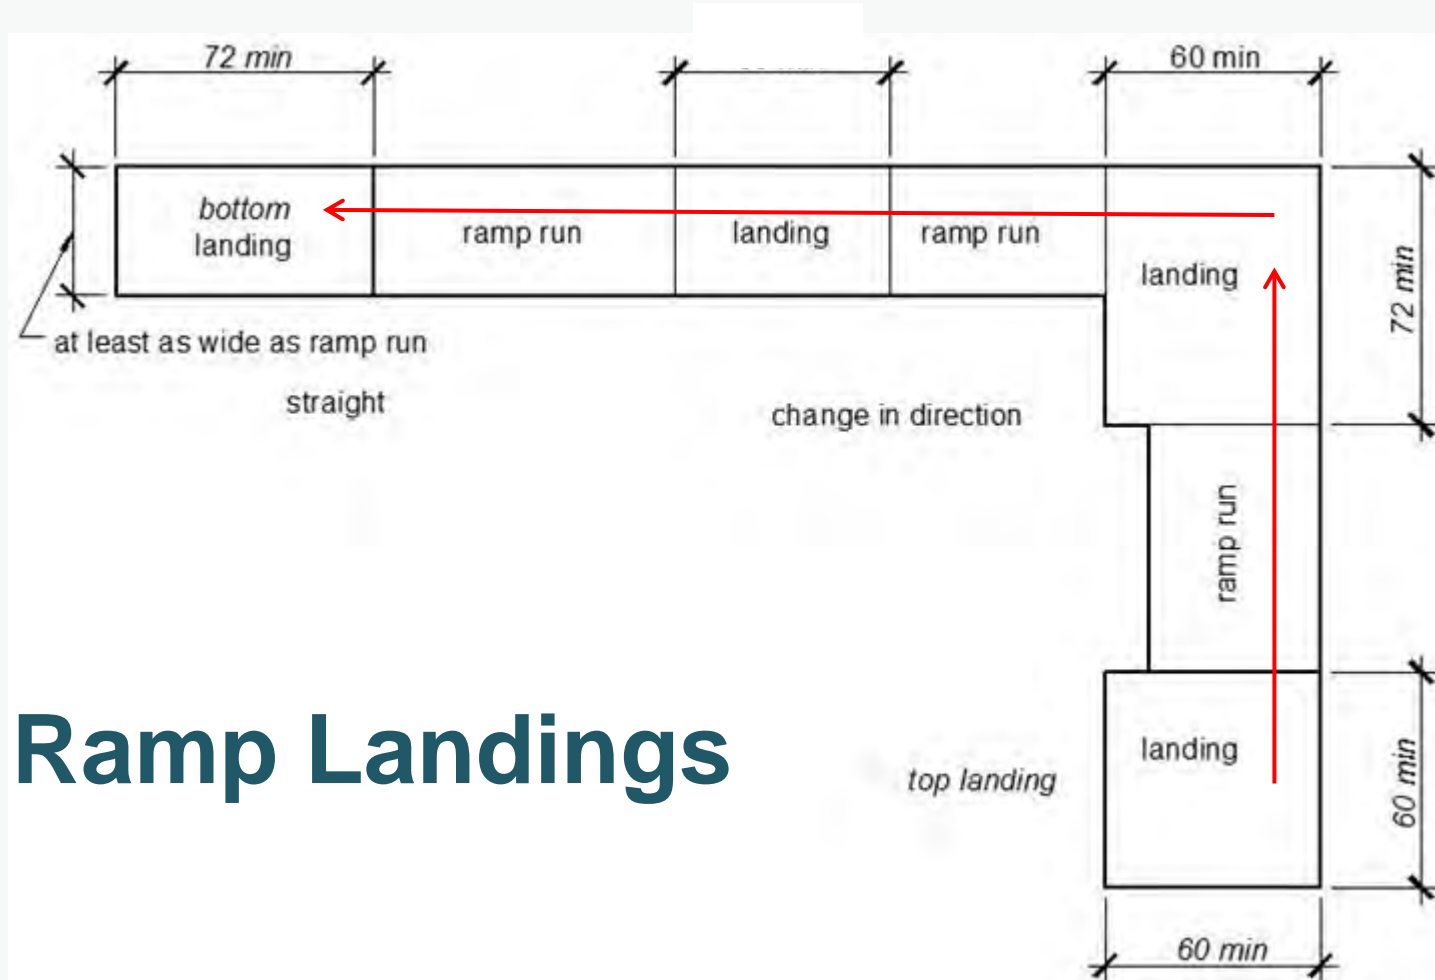 72 min
60 min
bottom
landing
ramp run
landing
ramp run
landing
72 min
at least as wide as ramp run
straight
change in direction
ramp run
Ramp Landings
top landing
landing
60 min
60 min